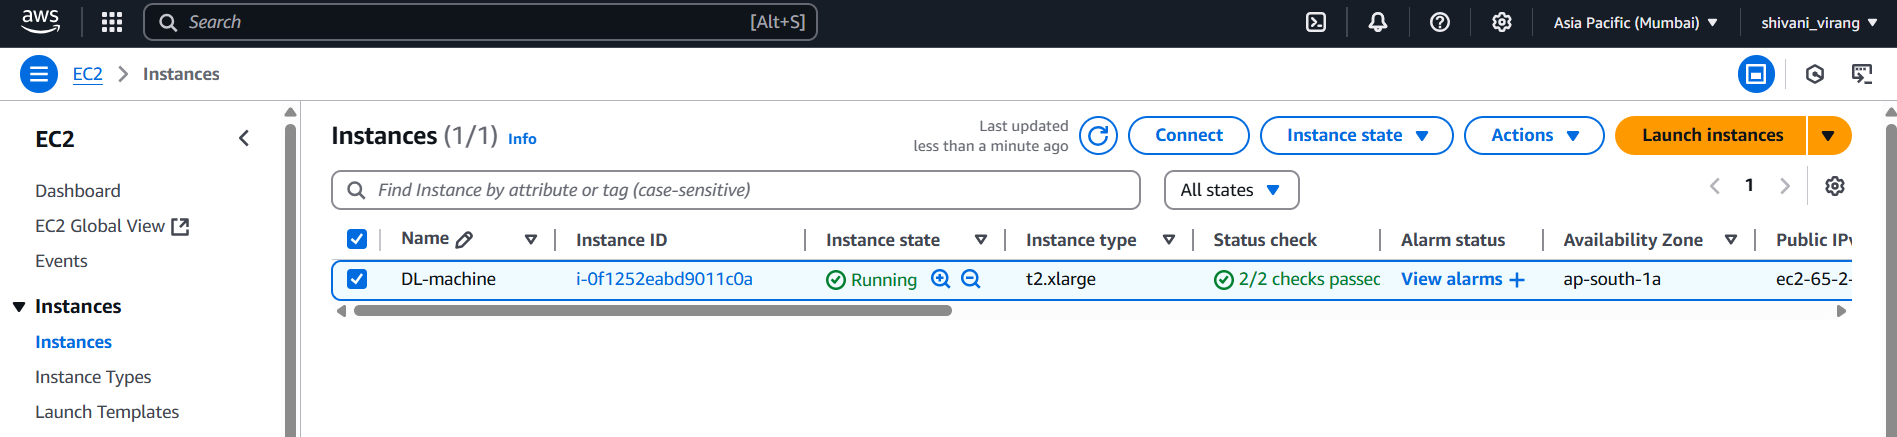 aws Search [Alt+S] Asia Pacific (Mumbai) shivani_virang
EC2 Instances
EC2
Dashboard
EC2 Global View
Events
Instances
Instances
Instance Types
Launch Templates
Instances (1/1) Info
Last updated
less than a minute ago
Connect Instance state Actions Launch instances
Find Instance by attribute or tag (case-sensitive) All states 1
Name Instance ID Instance state Instance type Status check Alarm status Availability Zone Public IPv
DL-machine i-0f1252eabd9011c0a Running t2.xlarge 2/2 checks passed View alarms + ap-south-1a ec2-65-2-